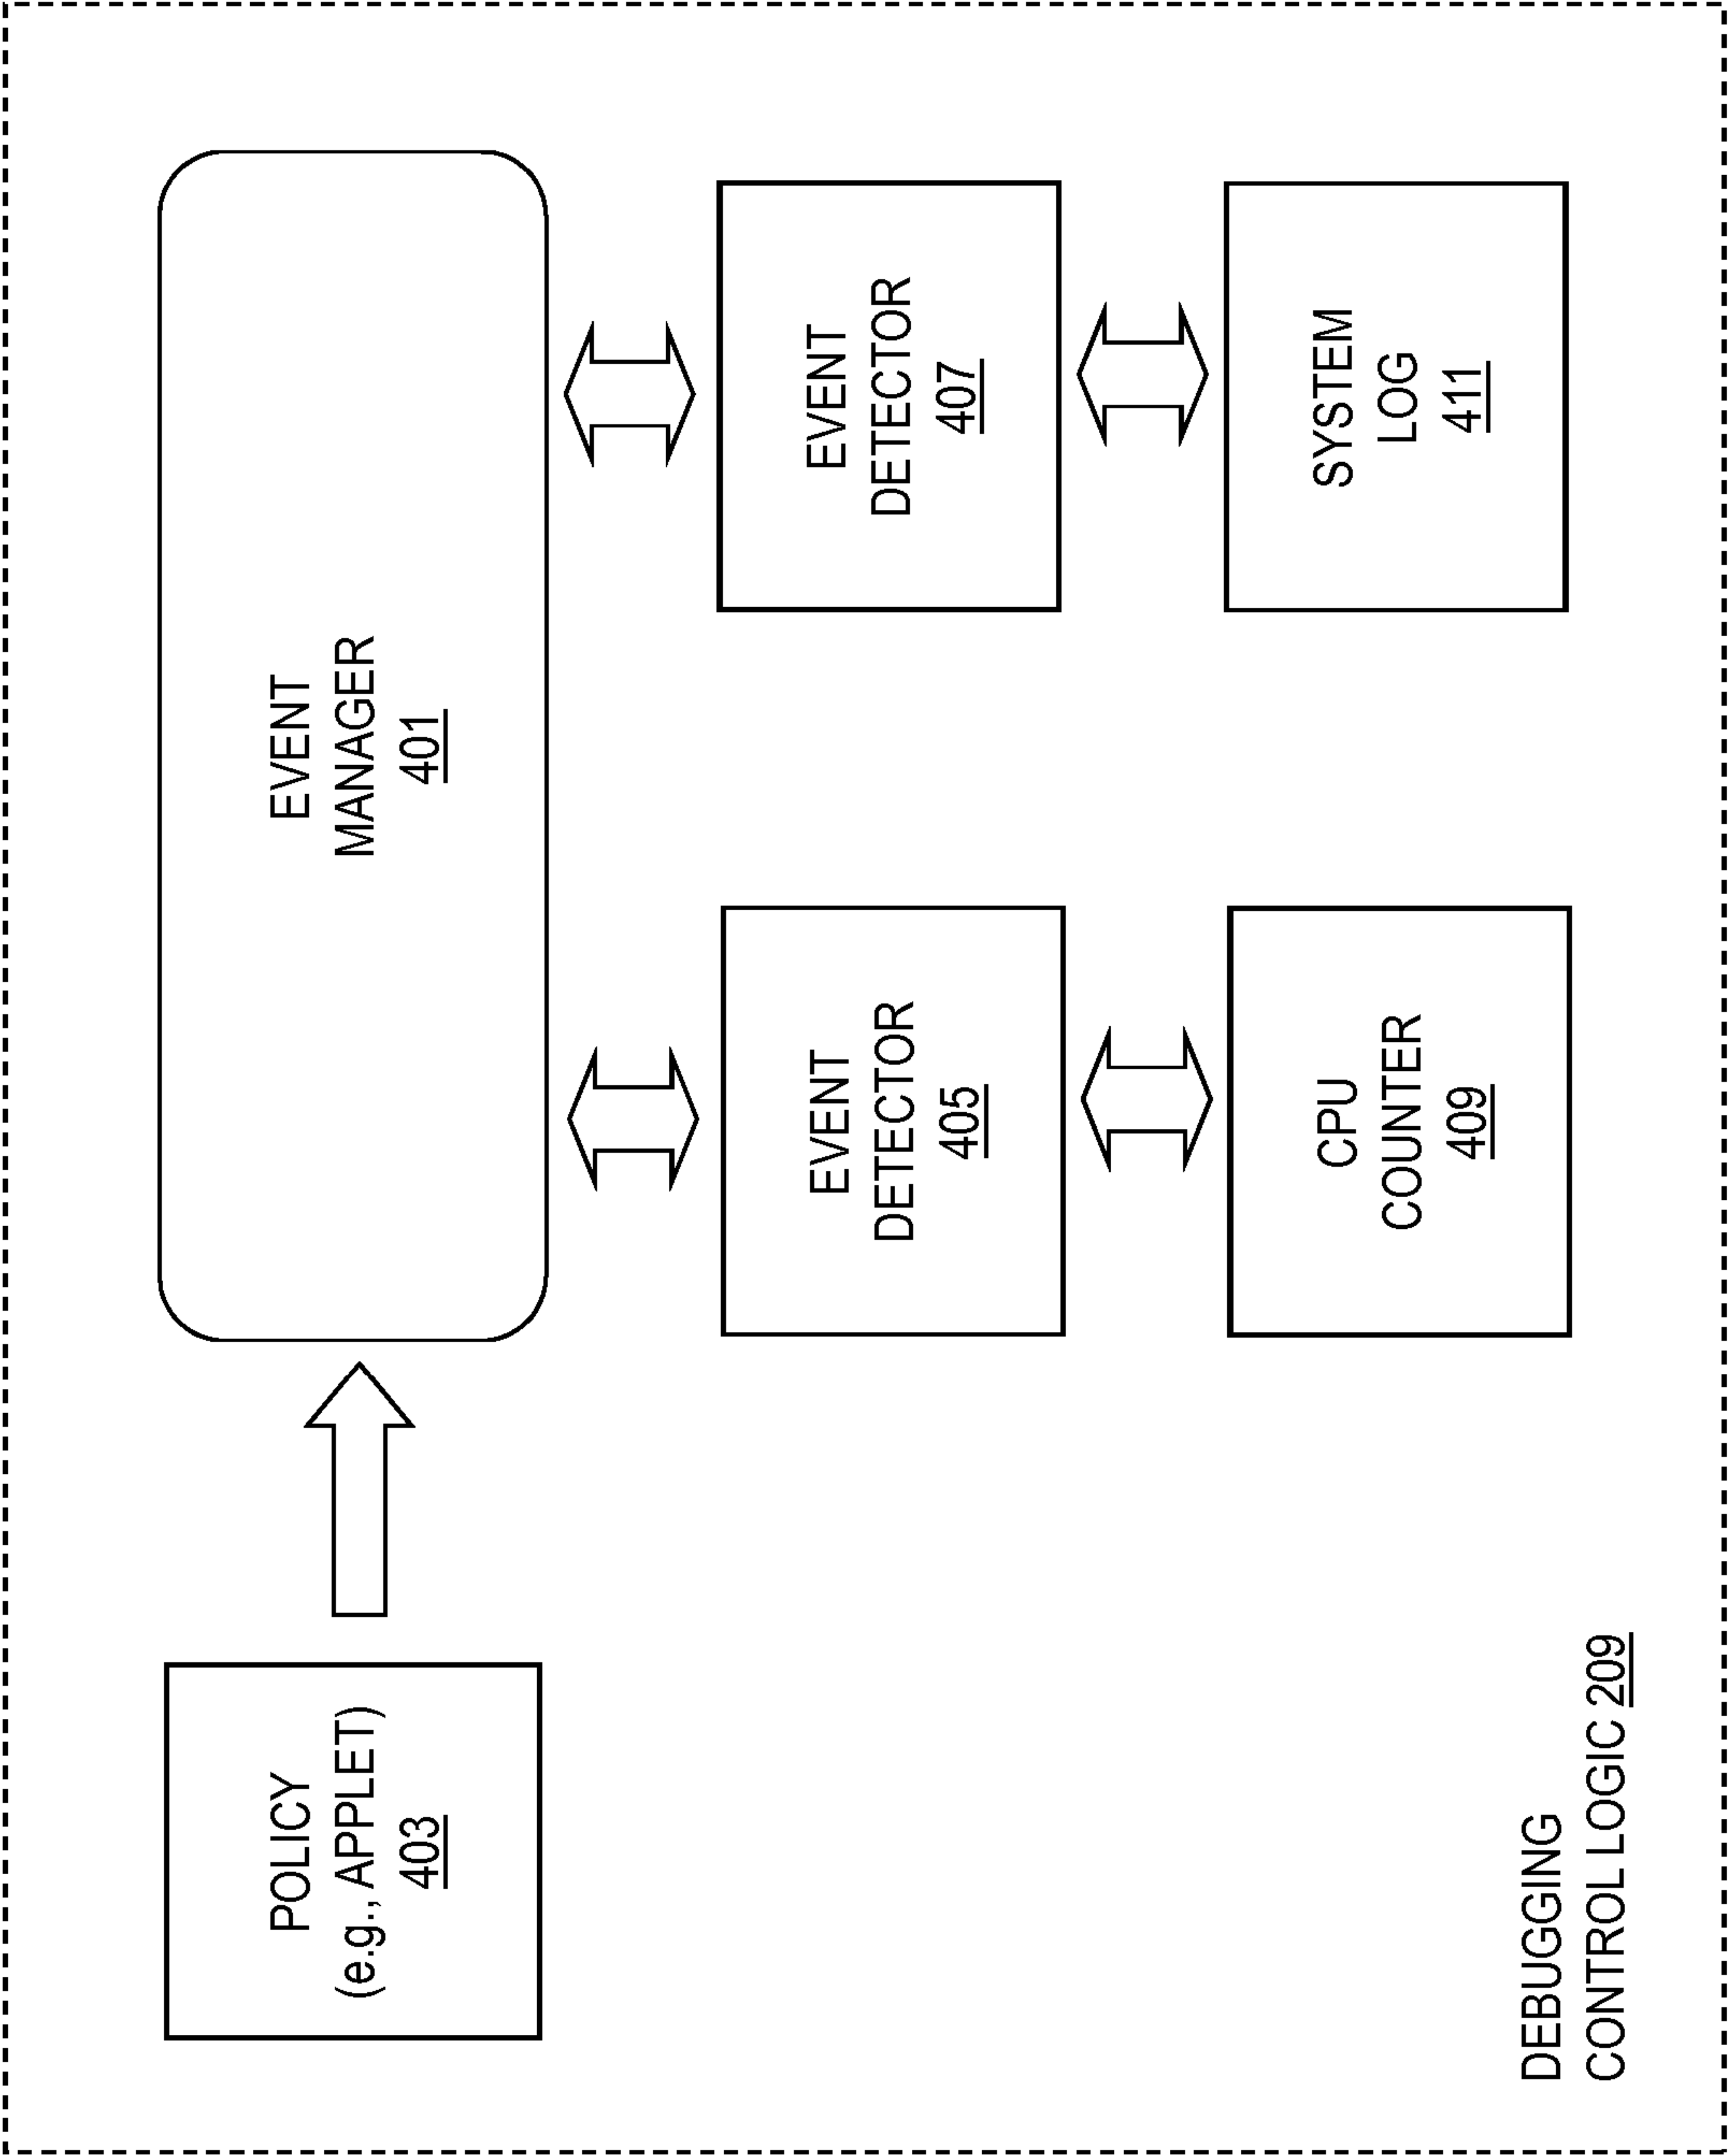 POLICY
(e.g., APPLET)
403
EVENT
MANAGER
401
EVENT
DETECTOR
405
EVENT
DETECTOR
407
CPU
COUNTER
409
SYSTEM
LOG
411
DEBUGGING
CONTROL LOGIC 209